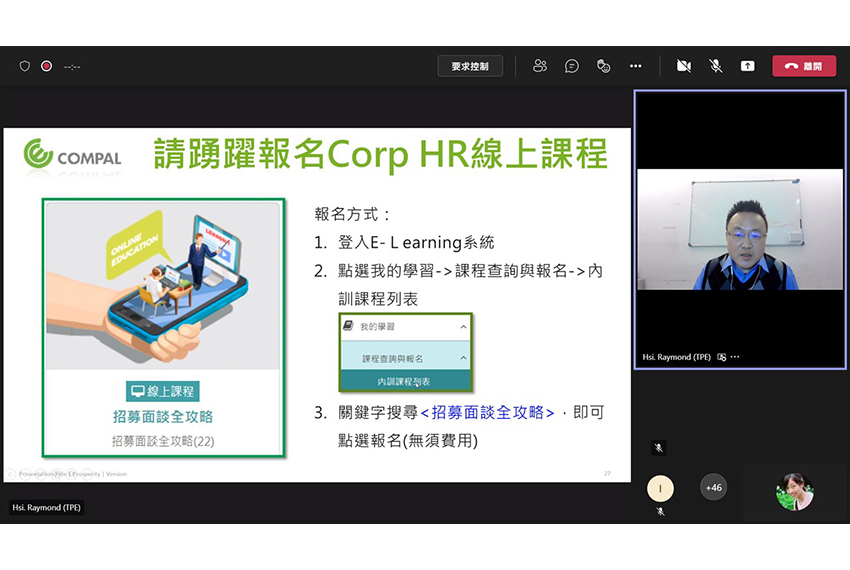 --:--
要求控制
離開
COMPAL
請踴躍報名Corp HR線上課程
ONLINE
EDUCATION
LEARNING
線上課程
招募面談全攻略
招募面談全攻略(22)
報名方式：
1. 登入E- L earning系統
2. 點選我的學習->課程查詢與報名->內
訓課程列表
我的學習
課程查詢與報名
內訓課程列表
3. 關鍵字搜尋<招募面談全攻略>，即可
點選報名(無須費用)
Presentation Title | Prosperity | Version
27
Hsi. Raymond (TPE)
Hsi. Raymond (TPE)
I
+46